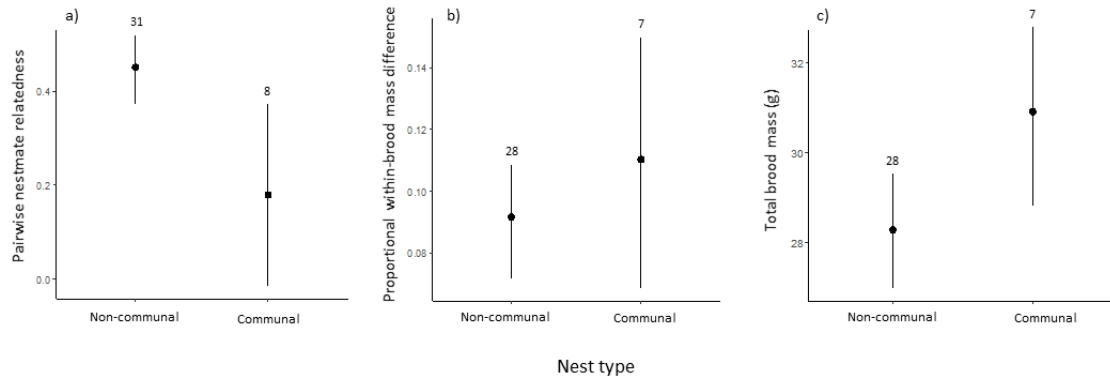 a)
31
8
Pairwise nestmate relatedness
0.4
0.2
0.0
Non-communal
Communal
b)
28
7
Proportional within-brood mass difference
0.14
0.12
0.10
0.08
Non-communal
Communal
c)
28
7
Total brood mass (g)
32
30
28
Non-communal
Communal
Nest type